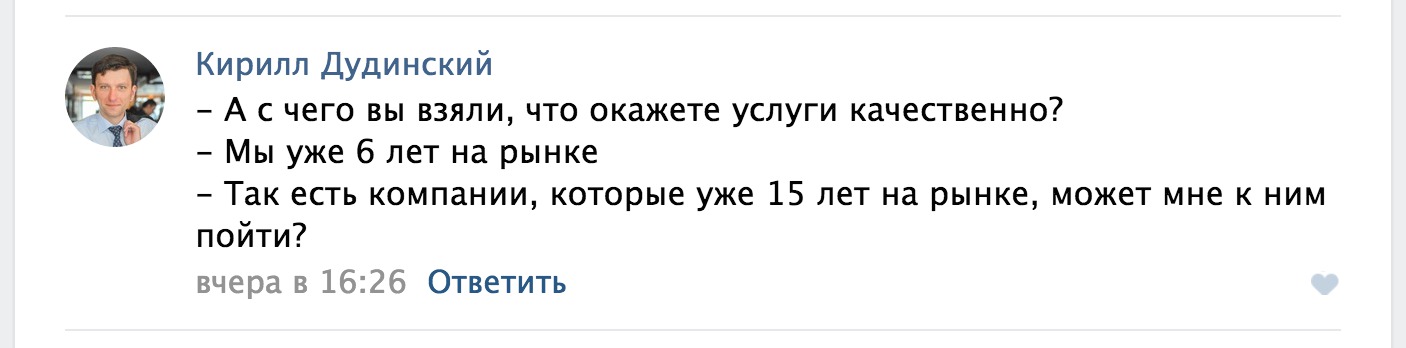 Кирилл Дудинский
– А с чего вы взяли, что окажете услуги качественно?
– Мы уже 6 лет на рынке
– Так есть компании, которые уже 15 лет на рынке, может мне к ним
пойти?
вчера в 16:26 Ответить